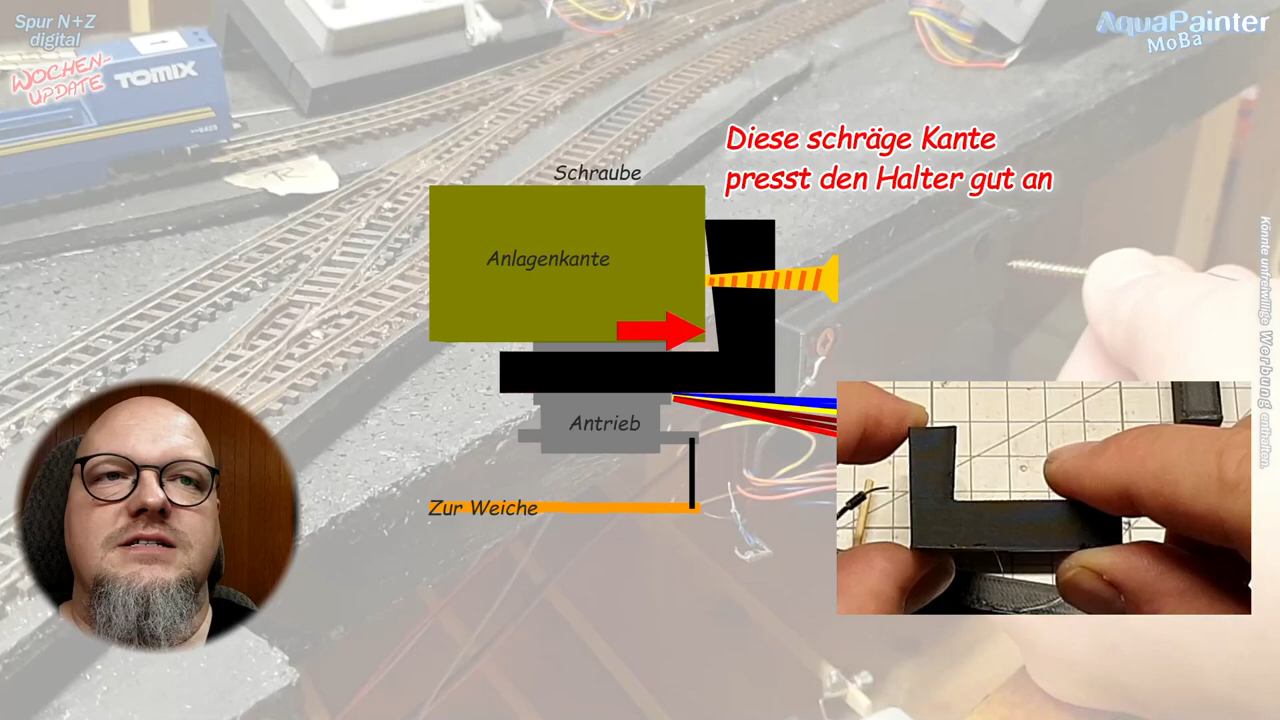 Spur N+Z
digital
WOCHEN-
UPDATE
TOMIX
AquaPainter
MoBa
Diese schräge Kante
presst den Halter gut an
Schraube
Anlagenkante
Antrieb
Zur Weiche
Könnte unfreiwillige Werbung enthalten.